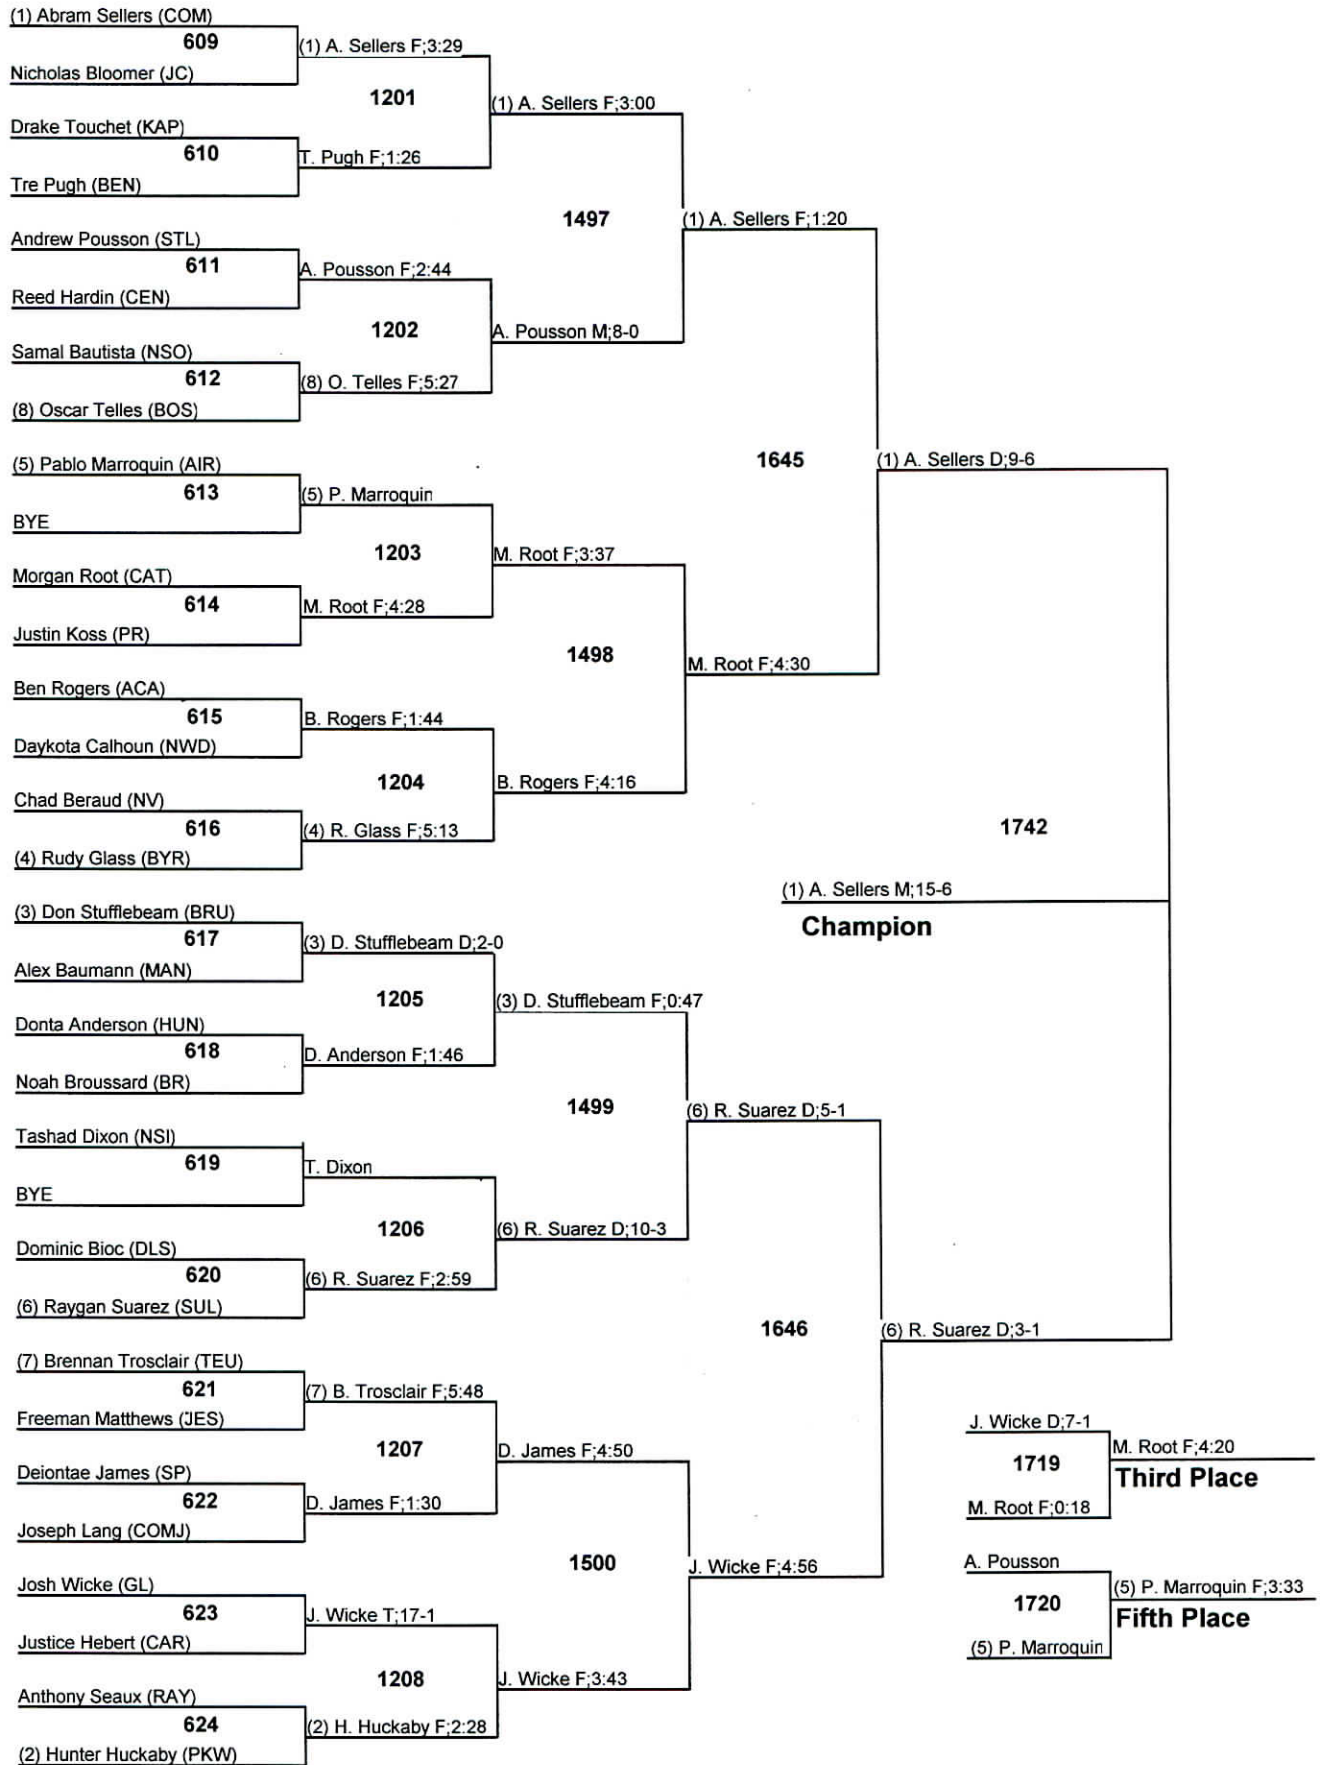 (1) Abram Sellers (COM)
609
(1) A. Sellers F;3:29
Nicholas Bloomer (JC)
1201
(1) A. Sellers F;3:00
Drake Touchet (KAP)
610
T. Pugh F;1:26
Tre Pugh (BEN)
1497
(1) A. Sellers F;1:20
Andrew Pousson (STL)
611
A. Pousson F;2:44
Reed Hardin (CEN)
1202
A. Pousson M;8-0
Samal Bautista (NSO)
612
(8) O. Telles F;5:27
(8) Oscar Telles (BOS)
1645
(1) A. Sellers D;9-6
(5) Pablo Marroquin (AIR)
613
(5) P. Marroquin
BYE
1203
M. Root F;3:37
Morgan Root (CAT)
614
M. Root F;4:28
Justin Koss (PR)
1498
M. Root F;4:30
Ben Rogers (ACA)
615
B. Rogers F;1:44
Daykota Calhoun (NWD)
1204
B. Rogers F;4:16
Chad Beraud (NV)
616
(4) R. Glass F;5:13
(4) Rudy Glass (BYR)
1742
(1) A. Sellers M;15-6
Champion
(3) Don Stufflebeam (BRU)
617
(3) D. Stufflebeam D;2-0
Alex Baumann (MAN)
1205
(3) D. Stufflebeam F;0:47
Donta Anderson (HUN)
618
D. Anderson F;1:46
Noah Broussard (BR)
1499
(6) R. Suarez D;5-1
Tashad Dixon (NSI)
619
T. Dixon
BYE
1206
(6) R. Suarez D;10-3
Dominic Bioc (DLS)
620
(6) R. Suarez F;2:59
(6) Raygan Suarez (SUL)
1646
(6) R. Suarez D;3-1
(7) Brennan Trosclair (TEU)
621
(7) B. Trosclair F;5:48
Freeman Matthews (JES)
1207
D. James F;4:50
Deiontae James (SP)
622
D. James F;1:30
Joseph Lang (COMJ)
1500
J. Wicke F;4:56
Josh Wicke (GL)
623
J. Wicke T;17-1
Justice Hebert (CAR)
1208
J. Wicke F;3:43
Anthony Seaux (RAY)
624
(2) H. Huckaby F;2:28
(2) Hunter Huckaby (PKW)
J. Wicke D;7-1
1719
M. Root F;4:20
Third Place
M. Root F;0:18
A. Pousson
1720
(5) P. Marroquin F;3:33
Fifth Place
(5) P. Marroquin